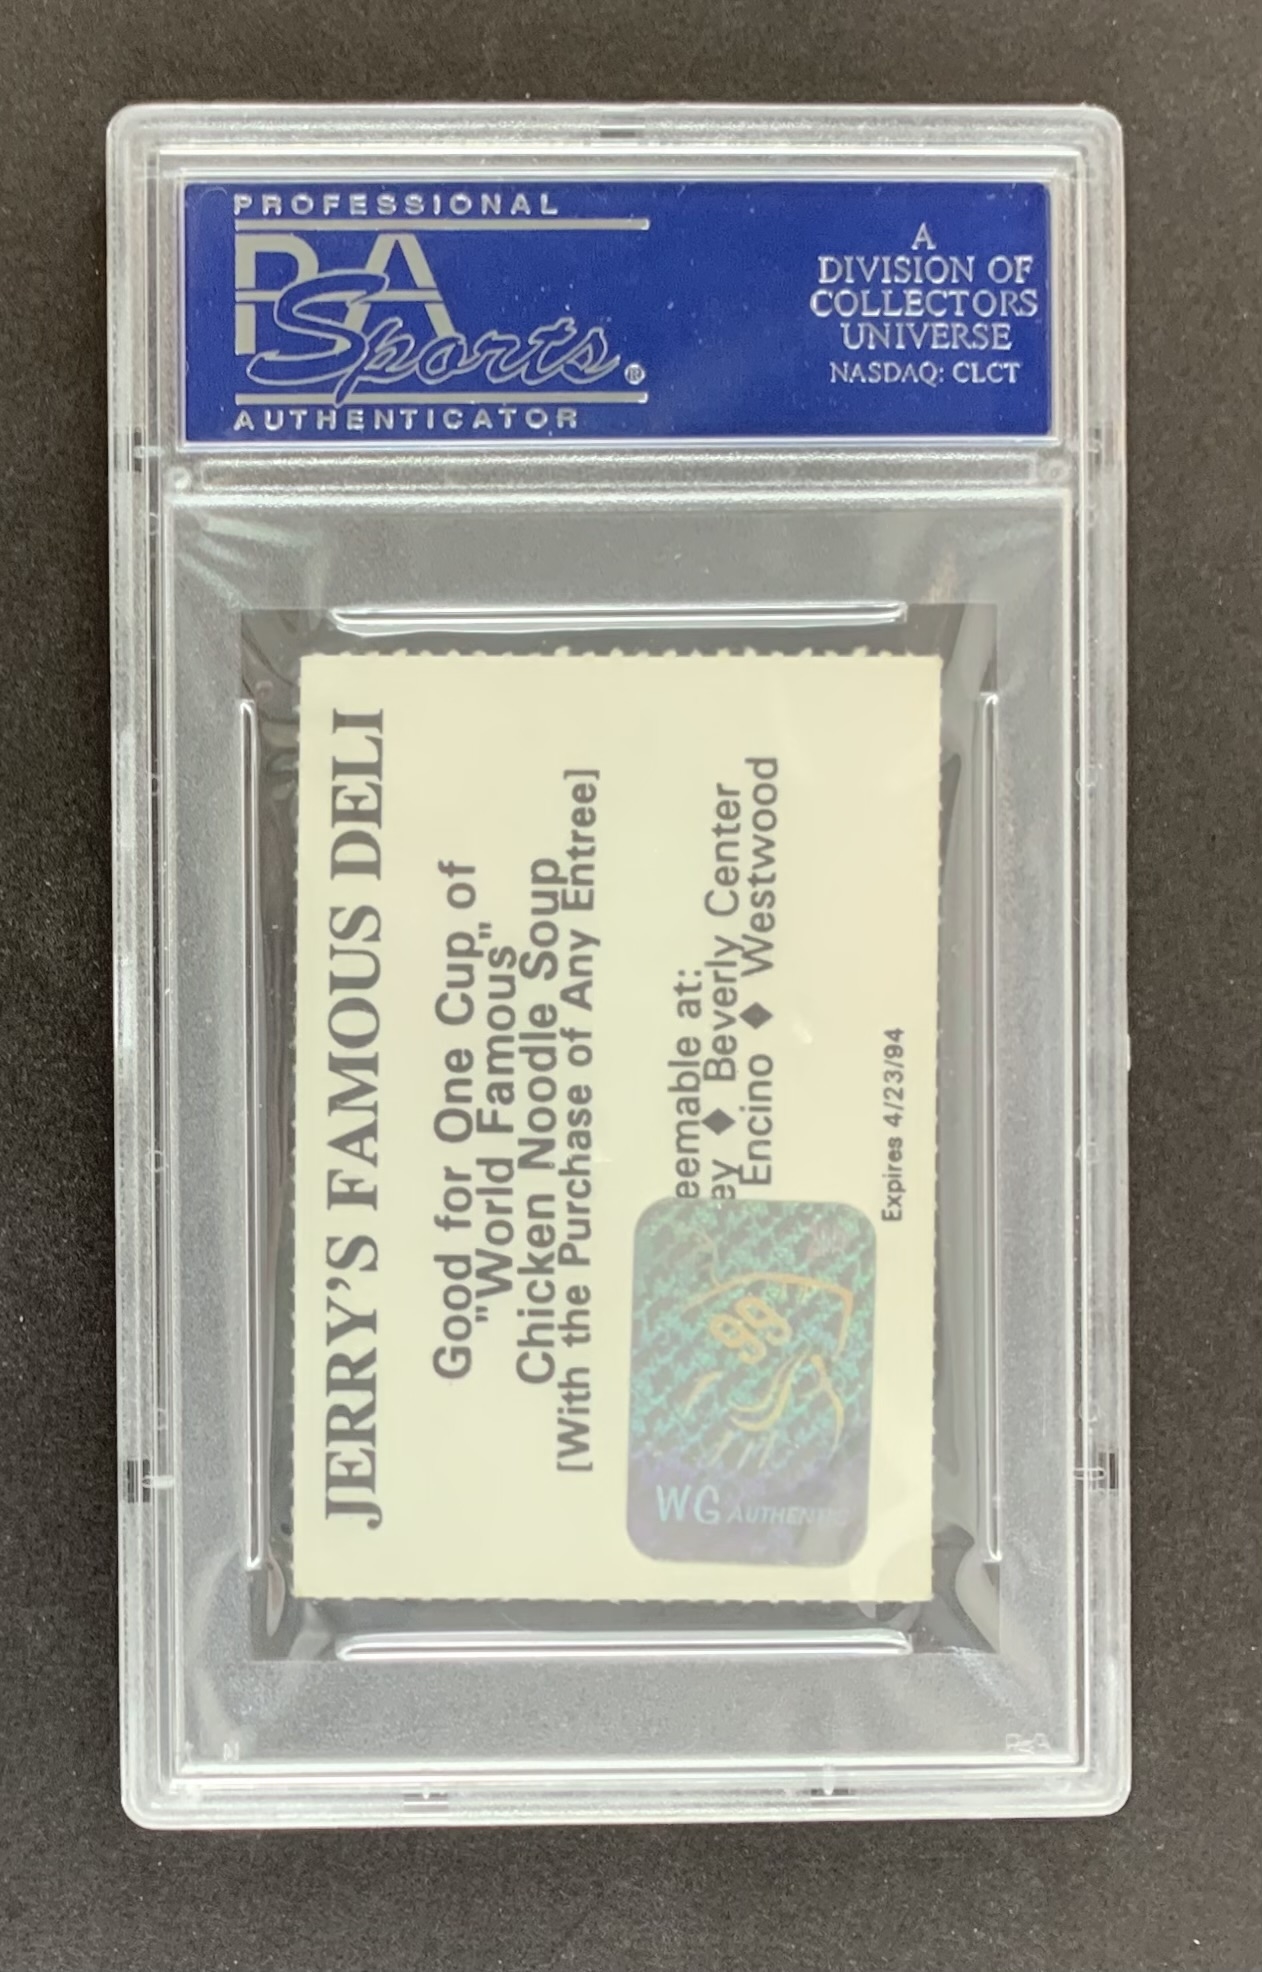 PROFESSIONAL
PSA
Sports®
AUTHENTICATOR
A
DIVISION OF
COLLECTORS
UNIVERSE
NASDAQ: CLCT
JERRY'S FAMOUS DELI
Good for One Cup of
"World Famous"
Chicken Noodle Soup
[With the Purchase of Any Entree]
eemable at:
ey ♦ Beverly Center
Encino ♦ Westwood
Expires 4/23/94
99
WG AUTHENTIC